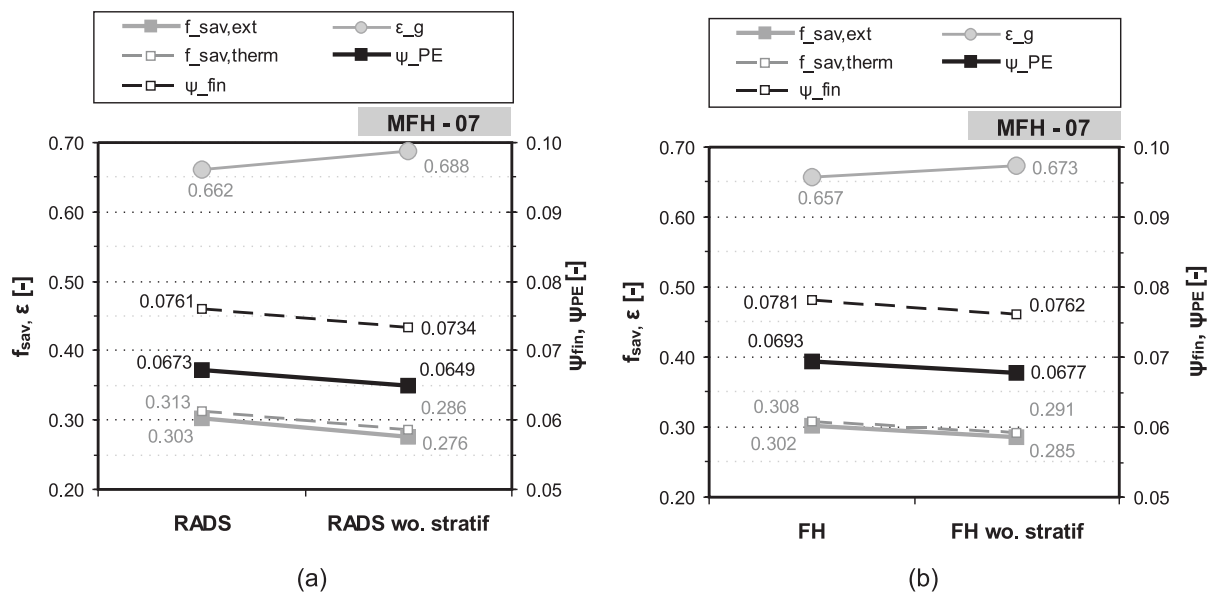 f_sav,ext
ε_g
f_sav,therm
ψ_PE
ψ_fin
MFH - 07
0.70
0.60
0.50
0.40
0.30
0.20
f_sav, ε [-]
0.10
0.09
0.08
0.07
0.06
0.05
ψ_fin, ψ_PE [-]
0.662
0.688
0.0761
0.0734
0.0673
0.0649
0.313
0.286
0.303
0.276
RADS
RADS wo. stratif
(a)
f_sav,ext
ε_g
f_sav,therm
ψ_PE
ψ_fin
MFH - 07
0.70
0.60
0.50
0.40
0.30
0.20
f_sav, ε [-]
0.10
0.09
0.08
0.07
0.06
0.05
ψ_fin, ψ_PE [-]
0.657
0.673
0.0781
0.0762
0.0693
0.0677
0.308
0.291
0.302
0.285
FH
FH wo. stratif
(b)